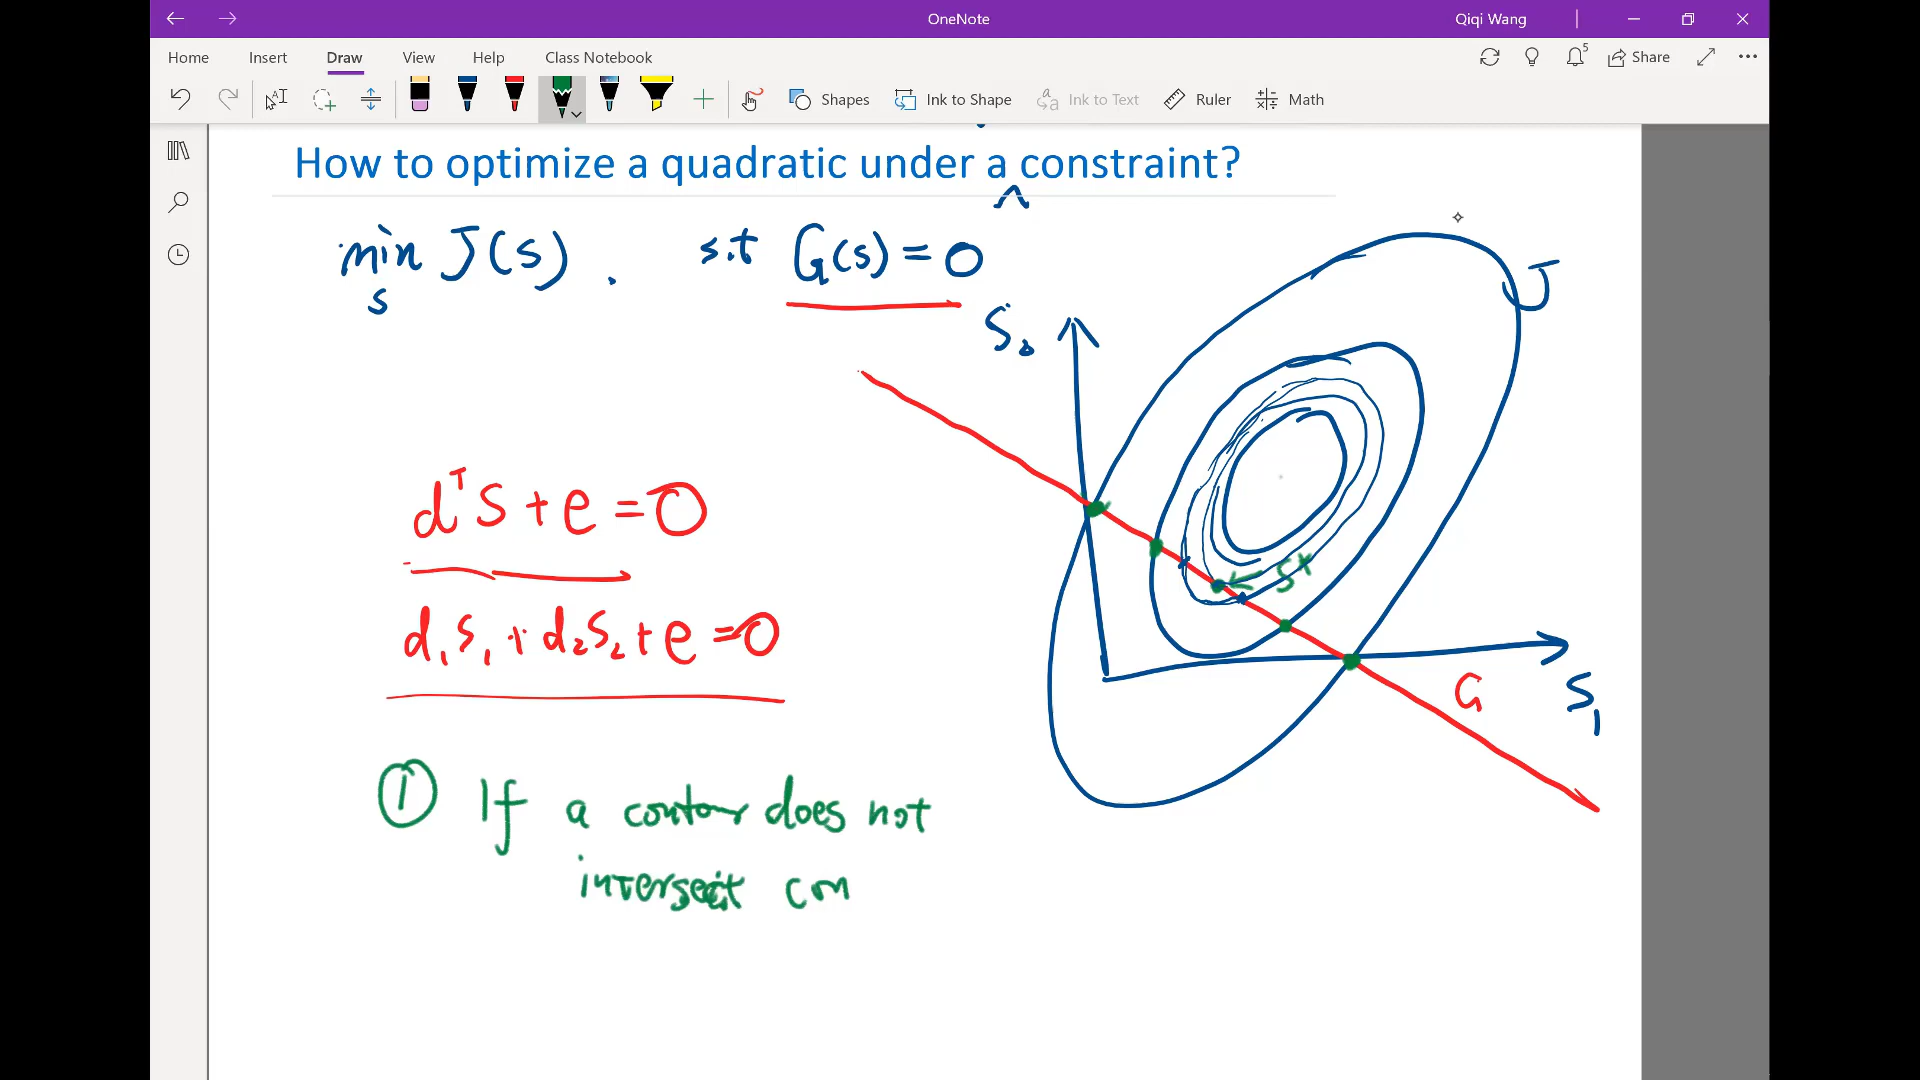 OneNote
Qiqi Wang
Home Insert Draw View Help Class Notebook
5 Share
Shapes Ink to Shape Ink to Text Ruler Math
How to optimize a quadratic under a constraint?
min J(s) . s.t G(s) = 0
s
S₂
J
dᵀS + e = 0
S*
d₁S₁ + d₂S₂ + e = 0
G
S₁
① If a contour does not
intersect con